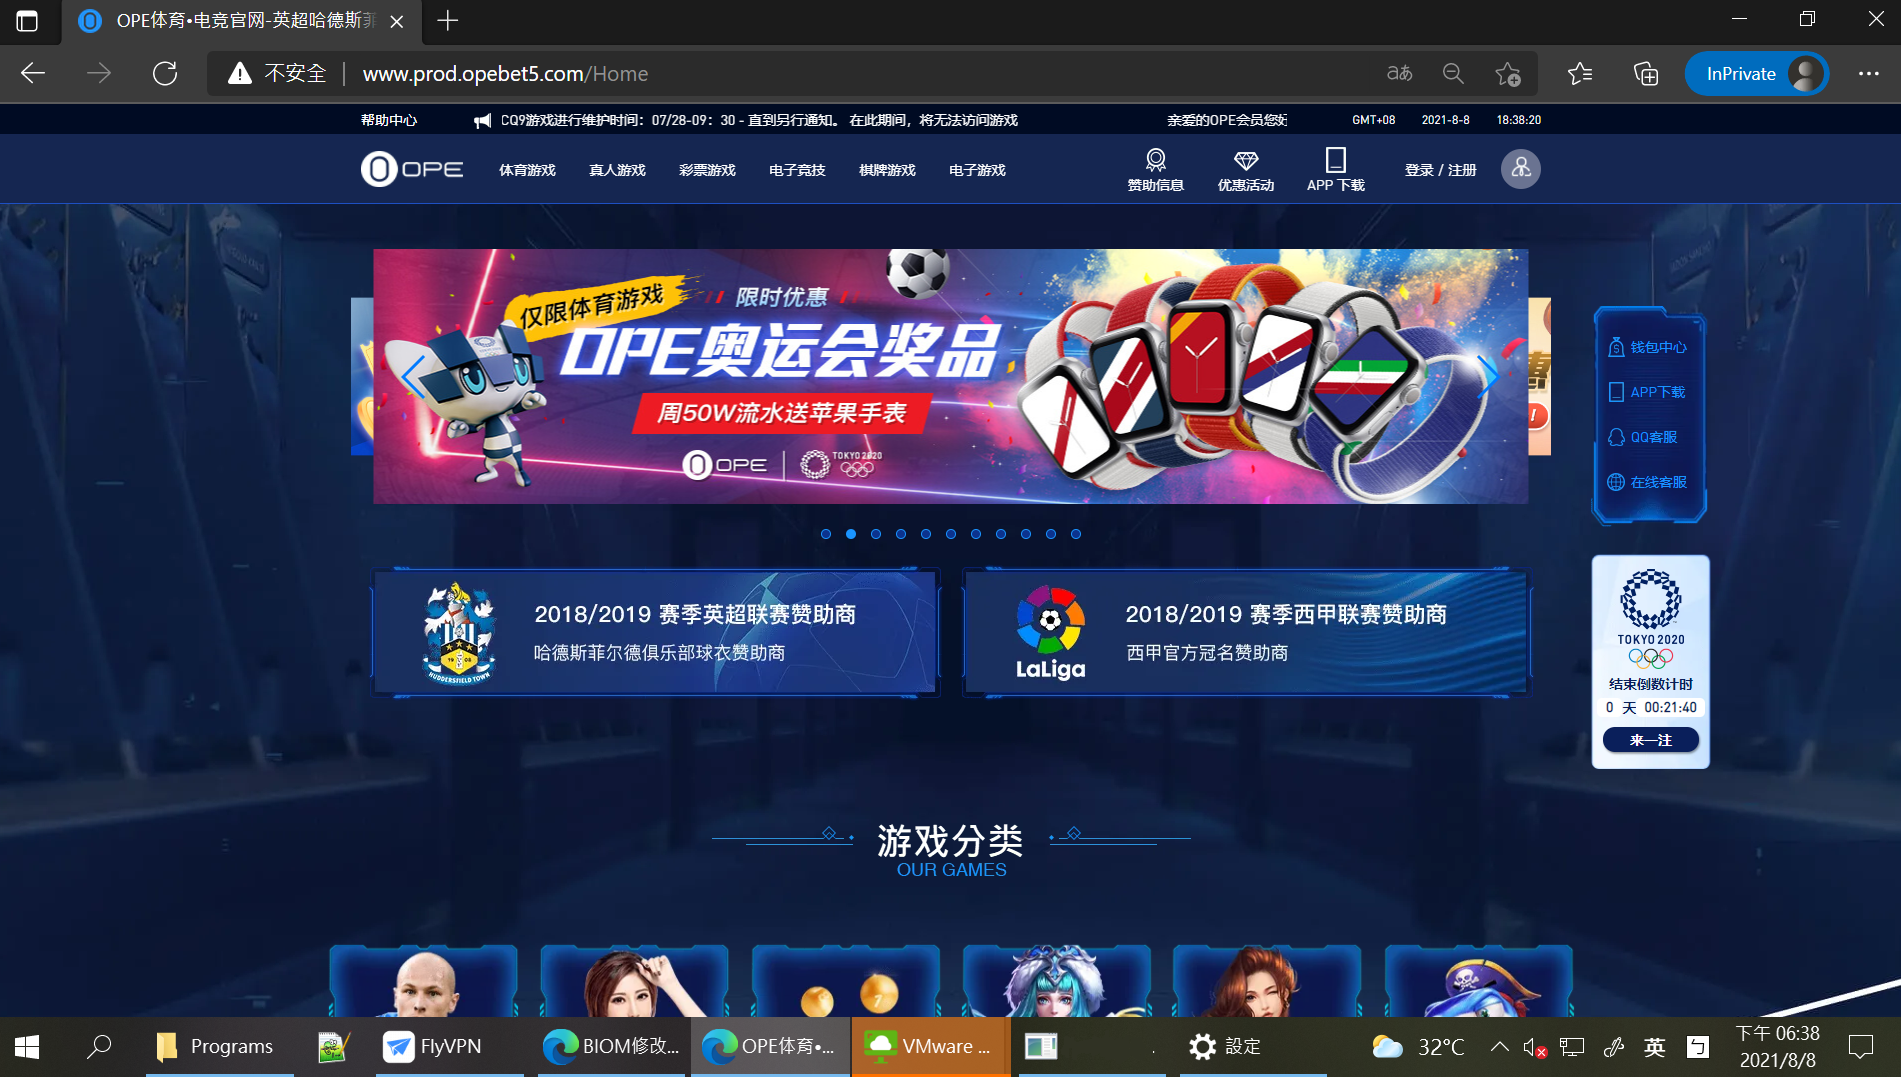 OPE体育•电竞官网-英超哈德斯菲
不安全
www.prod.opebet5.com/Home
aあ
InPrivate
帮助中心
CQ9游戏进行维护时间：07/28-09：30 - 直到另行通知。 在此期间，将无法访问游戏
亲爱的OPE会员您好
GMT+08
2021-8-8
18:38:20
OPE
体育游戏
真人游戏
彩票游戏
电子竞技
棋牌游戏
电子游戏
赞助信息
优惠活动
APP 下载
登录 / 注册
仅限体育游戏
限时优惠
OPE奥运会奖品
周50W流水送苹果手表
OPE
TOKYO 2020
钱包中心
APP下载
QQ客服
在线客服
2018/2019 赛季英超联赛赞助商
哈德斯菲尔德俱乐部球衣赞助商
1908
HUDDERSFIELD TOWN
2018/2019 赛季西甲联赛赞助商
西甲官方冠名赞助商
LaLiga
TOKYO 2020
结束倒数计时
0 天 00:21:40
来一注
游戏分类
OUR GAMES
Programs
FlyVPN
BIOM修改...
OPE体育•...
VMware ...
.
設定
32°C
英
ㄅ
下午 06:38
2021/8/8